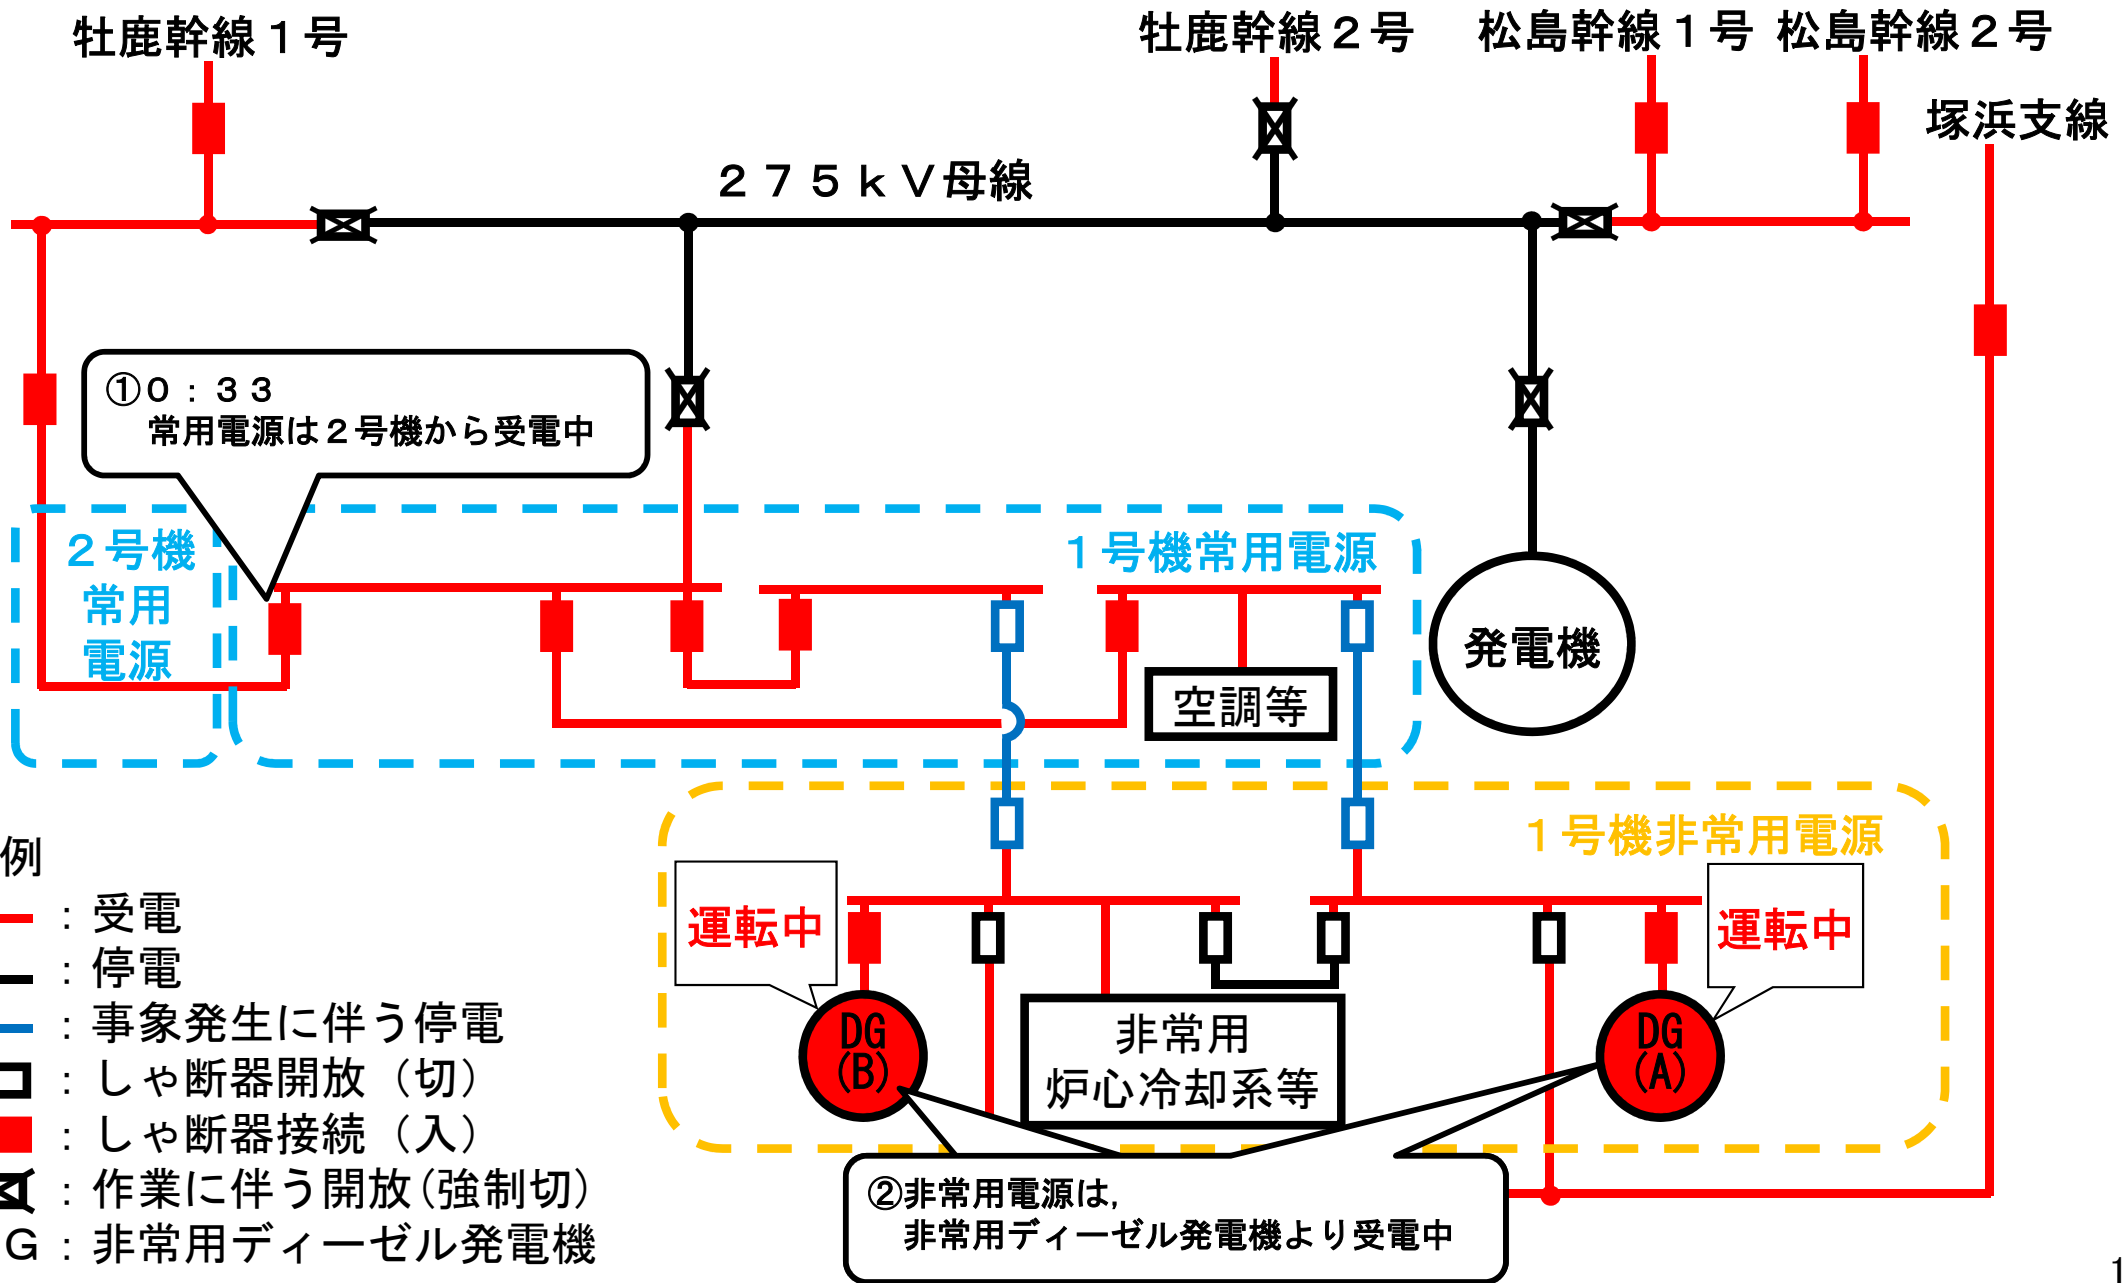 牡鹿幹線１号
牡鹿幹線２号
松島幹線１号
松島幹線２号
塚浜支線
２７５ｋＶ母線
①０：３３
常用電源は２号機から受電中
２号機
常用
電源
１号機常用電源
発電機
空調等
１号機非常用電源
運転中
運転中
DG
(B)
DG
(A)
非常用
炉心冷却系等
②非常用電源は,
非常用ディーゼル発電機より受電中
例
：受電
：停電
：事象発生に伴う停電
：しゃ断器開放（切）
：しゃ断器接続（入）
：作業に伴う開放(強制切)
Ｇ：非常用ディーゼル発電機
1